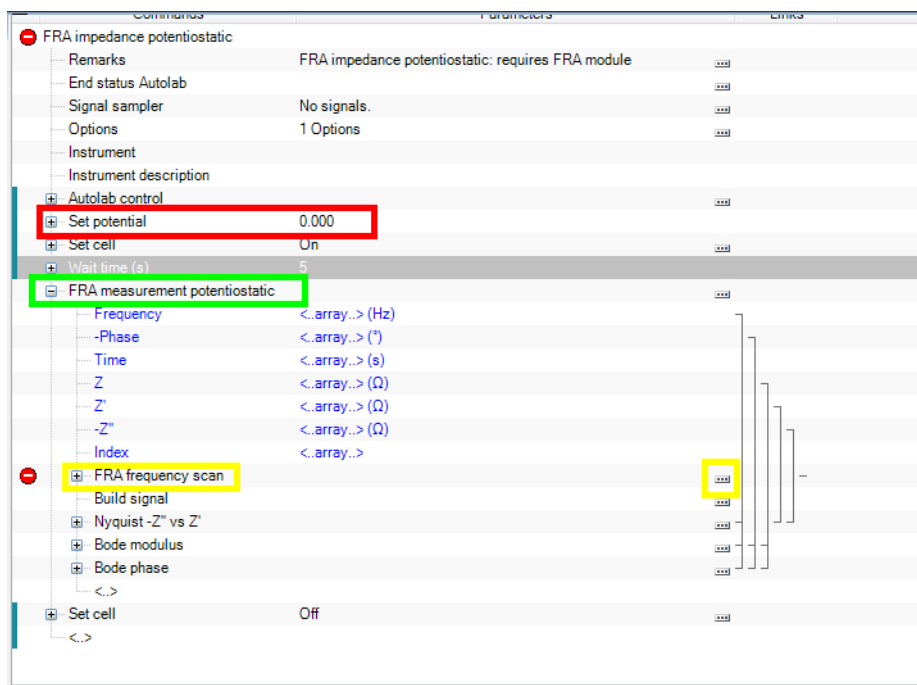 Commands Parameters Links
FRA impedance potentiostatic
Remarks FRA impedance potentiostatic: requires FRA module
End status Autolab
Signal sampler No signals.
Options 1 Options
Instrument
Instrument description
Autolab control
Set potential 0.000
Set cell On
Wait time (s) 5
FRA measurement potentiostatic
Frequency <..array..> (Hz)
-Phase <..array..> (°)
Time <..array..> (s)
Z <..array..> (Ω)
Z' <..array..> (Ω)
-Z" <..array..> (Ω)
Index <..array..>
FRA frequency scan
Build signal
Nyquist -Z" vs Z'
Bode modulus
Bode phase
<..>
Set cell Off
<..>